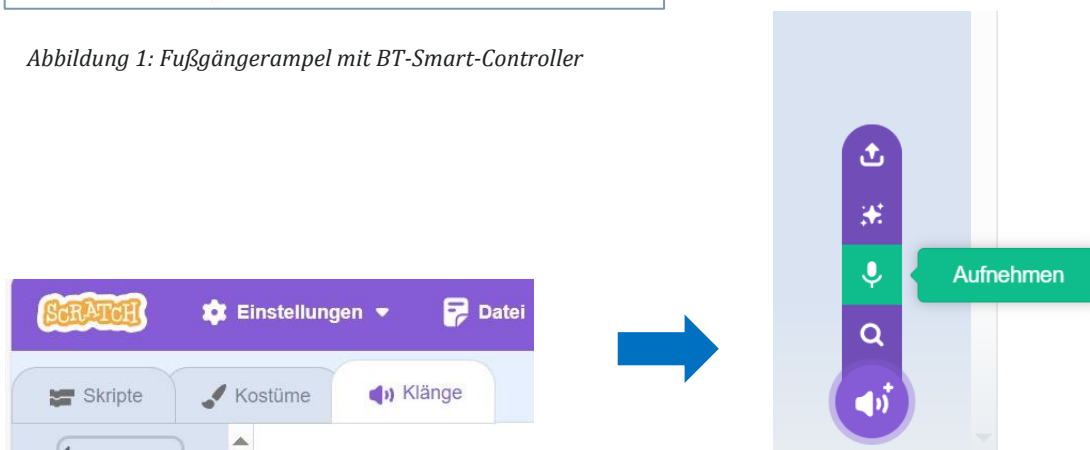 Abbildung 1: Fußgängerampel mit BT-Smart-Controller
SCRATCH Einstellungen Datei
Skripte Kostüme Klänge
Aufnehmen